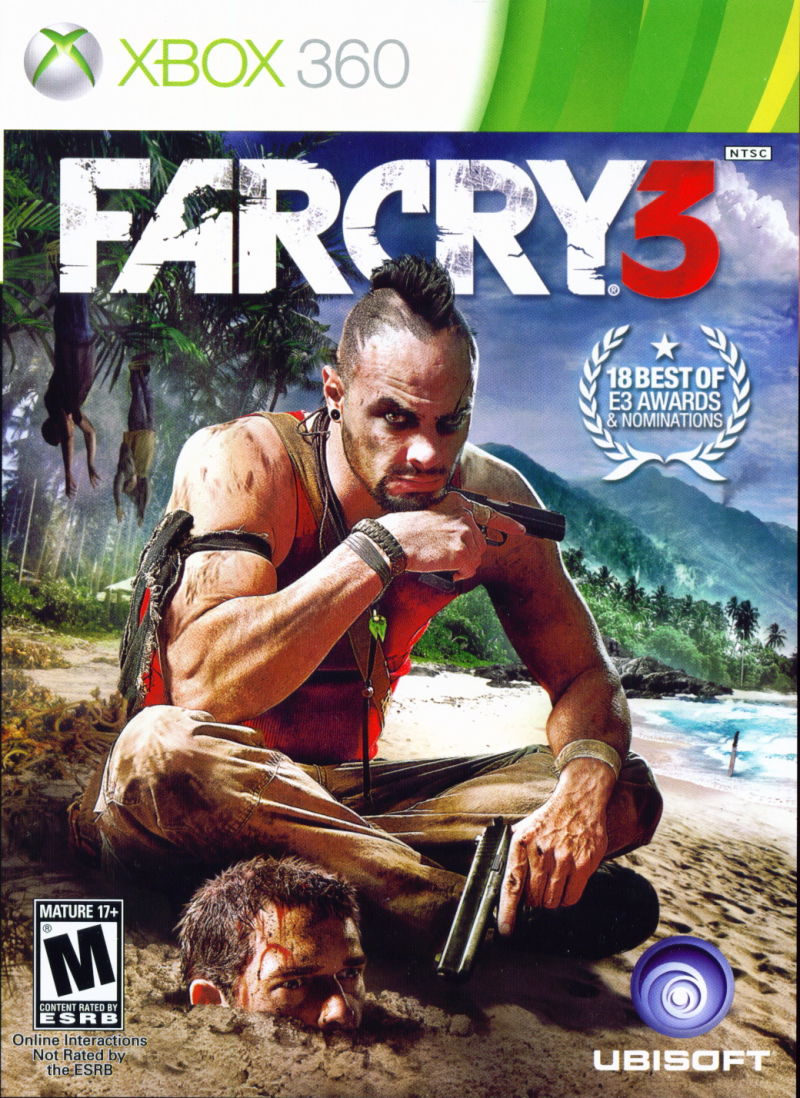 XBOX 360
NTSC
FARCRY3
®
18 BEST OF
E3 AWARDS
& NOMINATIONS
MATURE 17+
®
M
CONTENT RATED BY
ESRB
Online Interactions
Not Rated by
the ESRB
UBISOFT